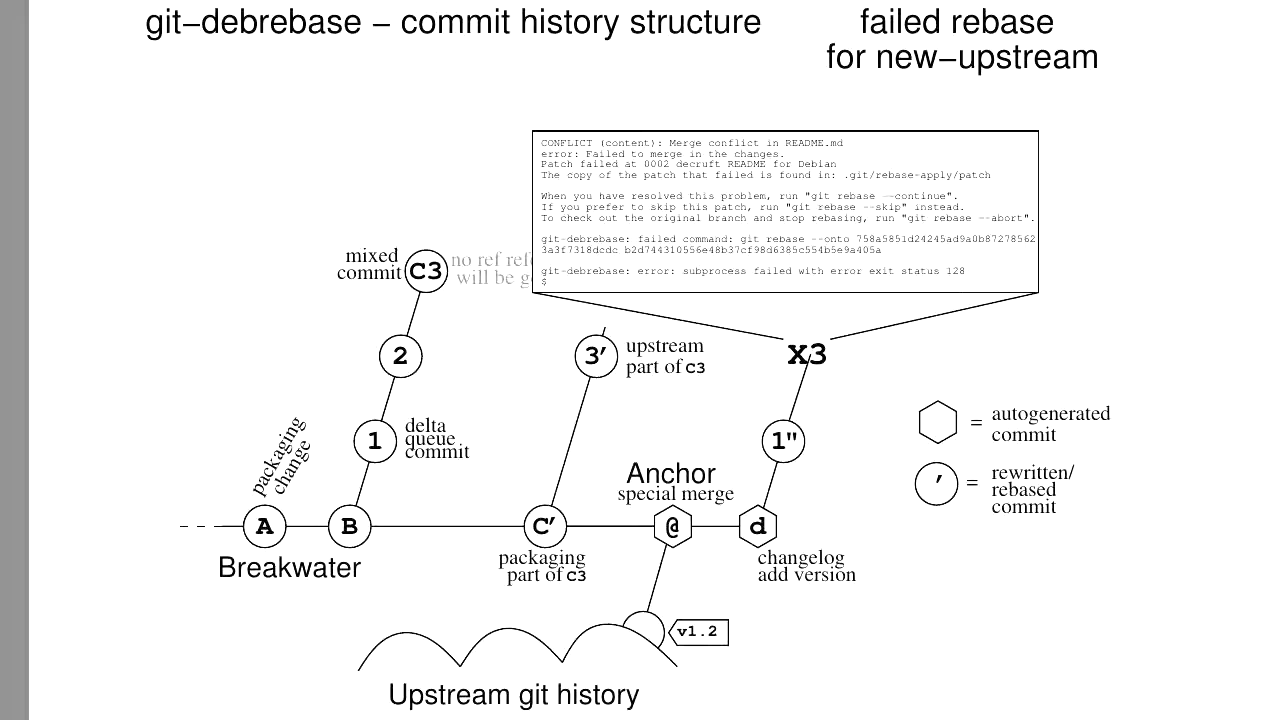 git–debrebase – commit history structure
failed rebase
for new–upstream
CONFLICT (content): Merge conflict in README.md
error: Failed to merge in the changes.
Patch failed at 0002 decruft README for Debian
The copy of the patch that failed is found in: .git/rebase-apply/patch
When you have resolved this problem, run "git rebase --continue".
If you prefer to skip this patch, run "git rebase --skip" instead.
To check out the original branch and stop rebasing, run "git rebase --abort".
git-debrebase: failed command: git rebase --onto 758a5851d24245ad9a0b87278562
3a3f7318dcdc b2d744310556e48b37cf98d6385c554b5e9a405a
git-debrebase: error: subprocess failed with error exit status 128
$
mixed
commit
C3
no ref
will be
2
3′
upstream
part of c3
X3
1
delta
queue
commit
1"
packaging
change
Anchor
special merge
A
B
C′
@
d
Breakwater
packaging
part of c3
changelog
add version
= autogenerated
commit
′ = rewritten/
rebased
commit
v1.2
Upstream git history